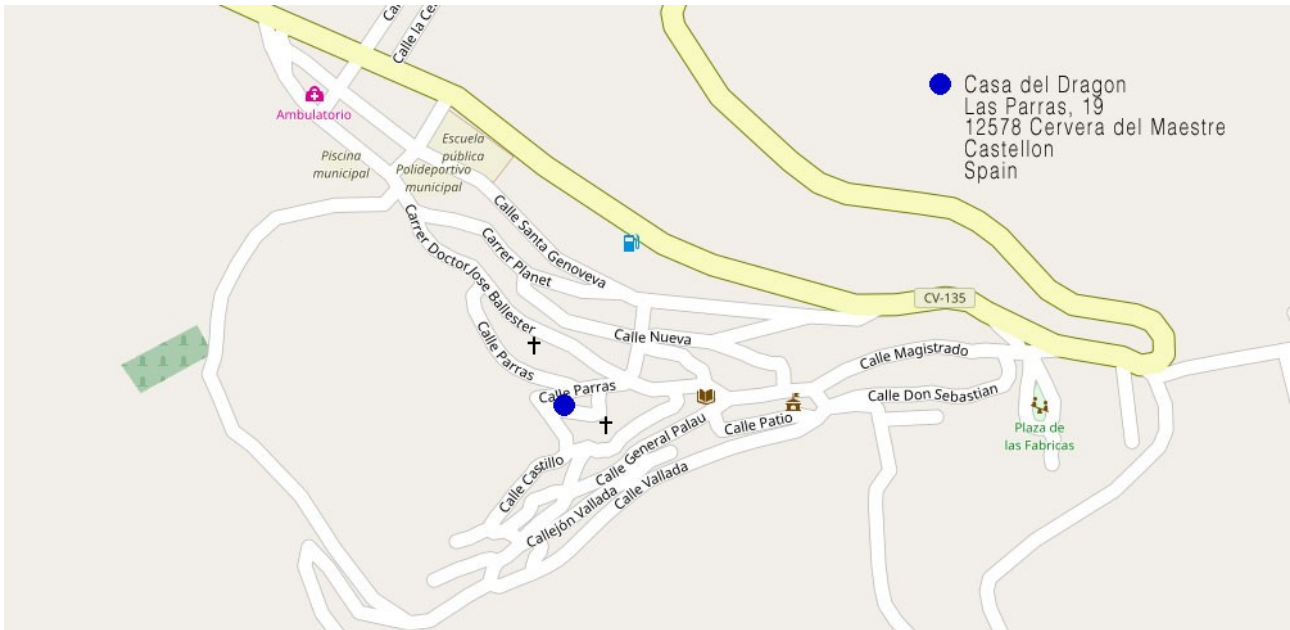 Calle la Ce
Casa del Dragon
Las Parras, 19
12578 Cervera del Maestre
Castellon
Spain
Ambulatorio
Escuela
pública
Piscina
municipal
Polideportivo
municipal
Calle Santa Genoveva
Carrer Planet
Carrer Doctor Jose Ballester
CV-135
Calle Nueva
Calle Parras
Calle Magistrado
Calle Parras
Calle Don Sebastian
Calle Patio
Plaza de
las Fabricas
Calle General Palau
Calle Castillo
Calle Vallada
Callejón Vallada